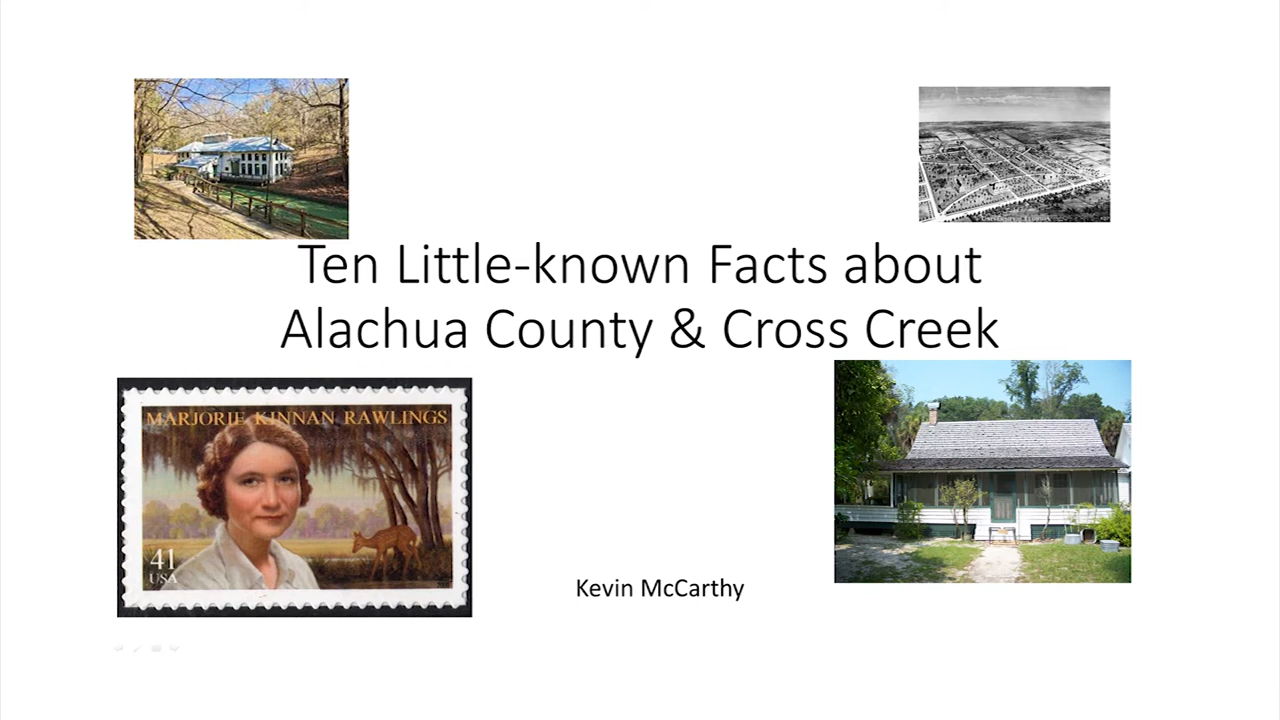 Ten Little-known Facts about
Alachua County & Cross Creek
MARJORIE KINNAN RAWLINGS
41
USA
Kevin McCarthy